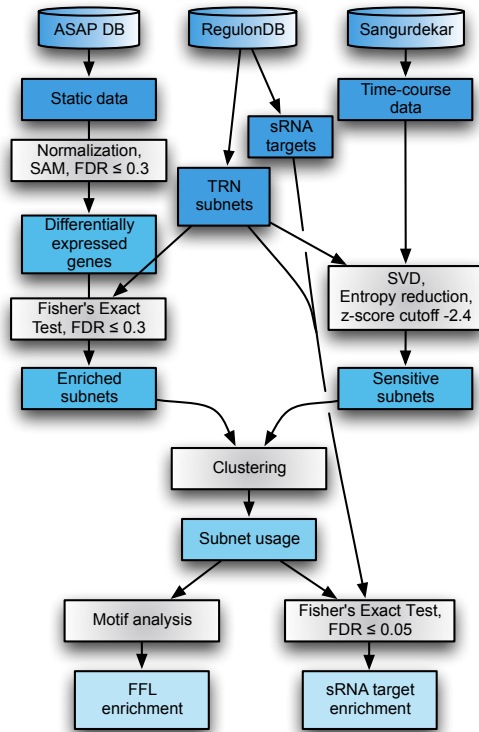 ASAP DB
RegulonDB
Sangurdekar
Static data
Time-course
data
sRNA
targets
Normalization,
SAM, FDR ≤ 0.3
TRN
subnets
Differentially
expressed
genes
SVD,
Entropy reduction,
z-score cutoff -2.4
Fisher's Exact
Test, FDR ≤ 0.3
Enriched
subnets
Sensitive
subnets
Clustering
Subnet usage
Motif analysis
Fisher's Exact Test,
FDR ≤ 0.05
FFL
enrichment
sRNA target
enrichment